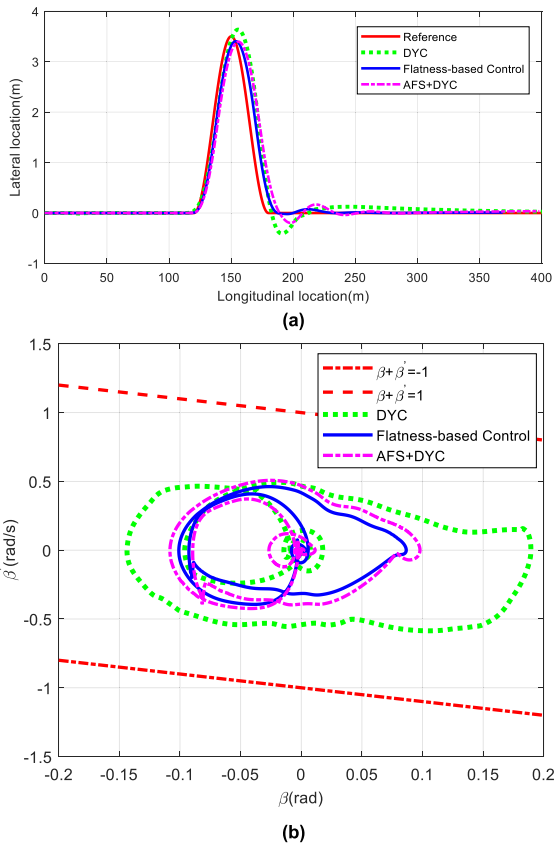 4
3
2
1
0
-1
Lateral location(m)
Reference
DYC
Flatness-based Control
AFS+DYC
0 50 100 150 200 250 300 350 400
Longitudinal location(m)
(a)
1.5
1
0.5
0
-0.5
-1
-1.5
β̇(rad/s)
β+β̇=-1
β+β̇=1
DYC
Flatness-based Control
AFS+DYC
-0.2 -0.15 -0.1 -0.05 0 0.05 0.1 0.15 0.2
β(rad)
(b)